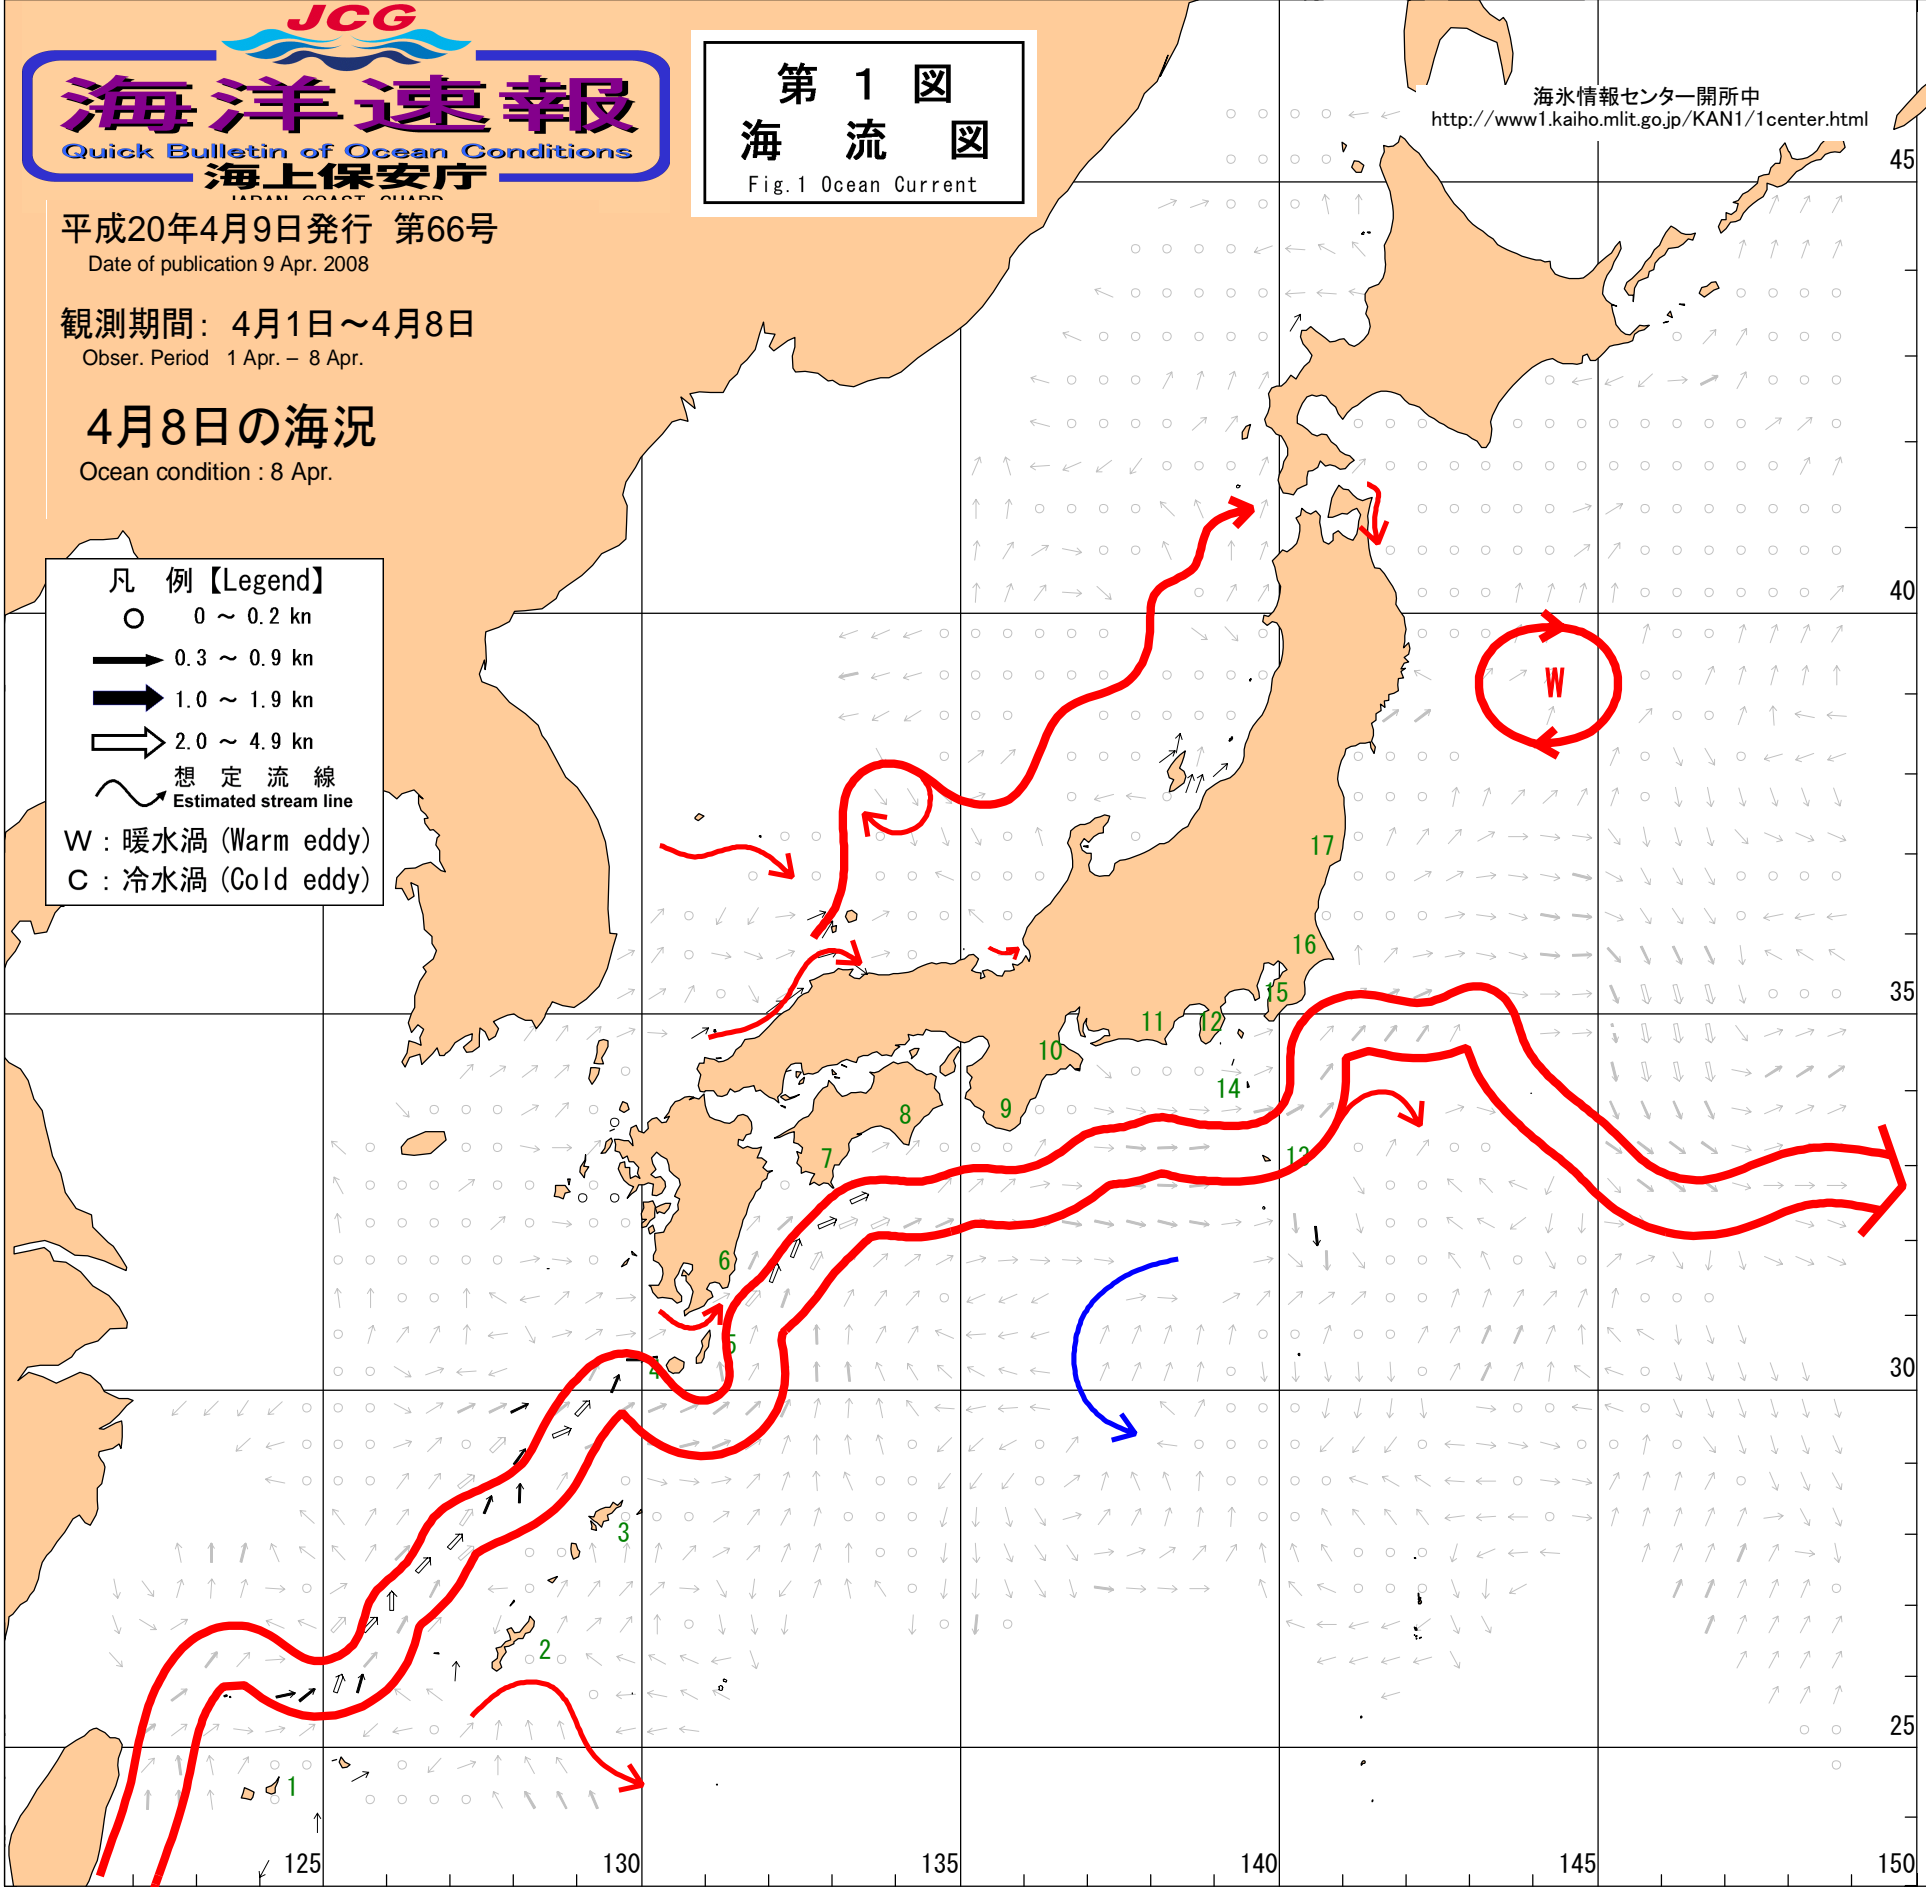 JCG
海洋速報
Quick Bulletin of Ocean Conditions
海上保安庁
JAPAN COAST GUARD
平成20年4月9日発行 第66号
Date of publication 9 Apr. 2008
観測期間: 4月1日～4月8日
Obser. Period 1 Apr. – 8 Apr.
4月8日の海況
Ocean condition : 8 Apr.
第 1 図
海 流 図
Fig.1 Ocean Current
海氷情報センター開所中
http://www1.kaiho.mlit.go.jp/KAN1/1center.html
凡 例【Legend】
0 ～ 0.2 kn
0.3 ～ 0.9 kn
1.0 ～ 1.9 kn
2.0 ～ 4.9 kn
想 定 流 線
Estimated stream line
W : 暖水渦 (Warm eddy)
C : 冷水渦 (Cold eddy)
45
40
W
17
16
35
15
12
11
10
14
9
8
7
13
6
5
4
30
3
2
25
1
125
130
135
140
145
150